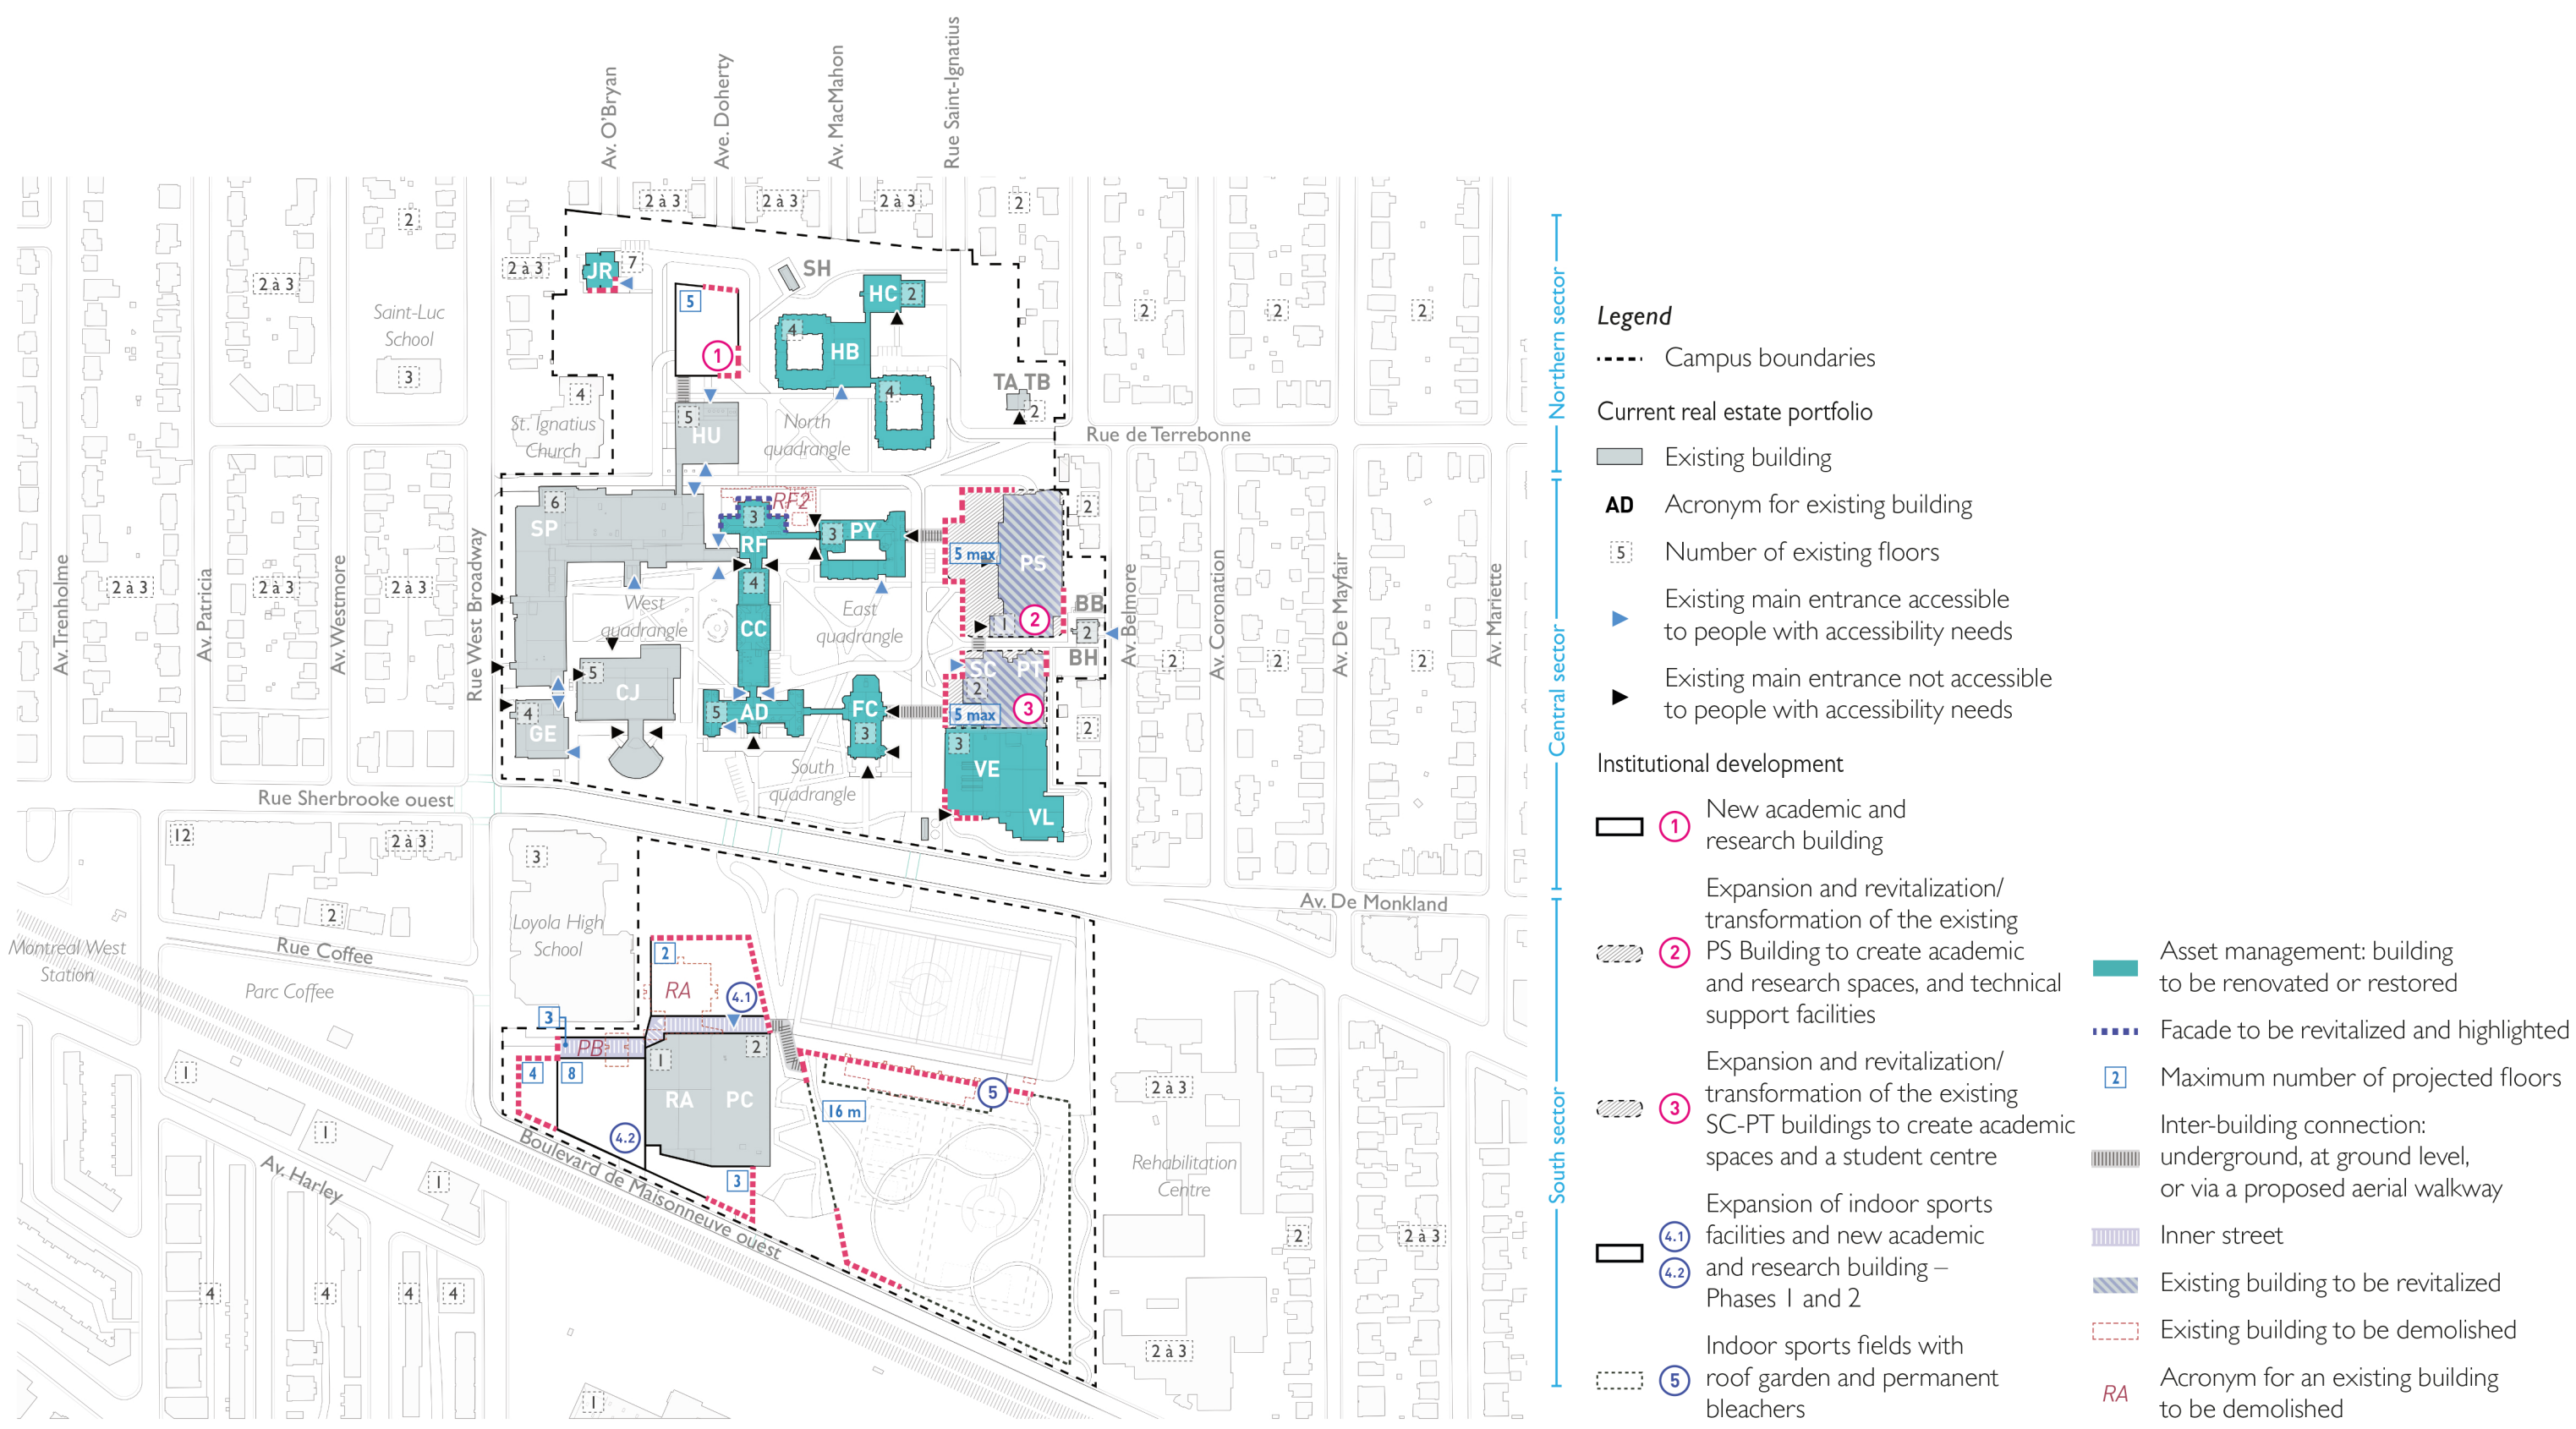 Av. O'Bryan
Ave. Doherty
Av. MacMahon
Rue Saint-Ignatius
2 à 3
2 à 3
2 à 3
2
2
2 à 3
2 à 3
Saint-Luc
School
3
JR
7
5
1
SH
HC
2
4
HB
4
TA TB
2
2
2
2
4
St. Ignatius
Church
5
HU
North
quadrangle
Rue de Terrebonne
Northern sector
6
SP
RF2
3
RF
3
PY
5 max
PS
1
2
2
4
CC
West
quadrangle
East
quadrangle
BB
2
BH
SC
PT
2
5 max
3
5
CJ
4
GE
5
AD
FC
3
3
VE
VL
2
South
quadrangle
Av. Trenholme
2 à 3
Av. Patricia
2 à 3
Av. Westmore
2 à 3
Rue West Broadway
Av. Belmore
2
Av. Coronation
2
Av. De Mayfair
2
Av. Mariette
Central sector
Rue Sherbrooke ouest
12
2 à 3
2
Rue Coffee
Montreal West
Station
Parc Coffee
3
Loyola High
School
Av. De Monkland
2
RA
4.1
3
PB
1
2
4
8
RA
PC
4.2
3
16 m
5
Boulevard de Maisonneuve ouest
Av. Harley
1
1
1
4
4
4
4
1
2 à 3
Rehabilitation
Centre
2
2 à 3
2 à 3
South sector
Legend
Campus boundaries
Current real estate portfolio
Existing building
AD
Acronym for existing building
5
Number of existing floors
Existing main entrance accessible
to people with accessibility needs
Existing main entrance not accessible
to people with accessibility needs
Institutional development
1
New academic and
research building
2
Expansion and revitalization/
transformation of the existing
PS Building to create academic
and research spaces, and technical
support facilities
3
Expansion and revitalization/
transformation of the existing
SC-PT buildings to create academic
spaces and a student centre
4.1
4.2
Expansion of indoor sports
facilities and new academic
and research building –
Phases 1 and 2
5
Indoor sports fields with
roof garden and permanent
bleachers
Asset management: building
to be renovated or restored
Facade to be revitalized and highlighted
2
Maximum number of projected floors
Inter-building connection:
underground, at ground level,
or via a proposed aerial walkway
Inner street
Existing building to be revitalized
Existing building to be demolished
RA
Acronym for an existing building
to be demolished